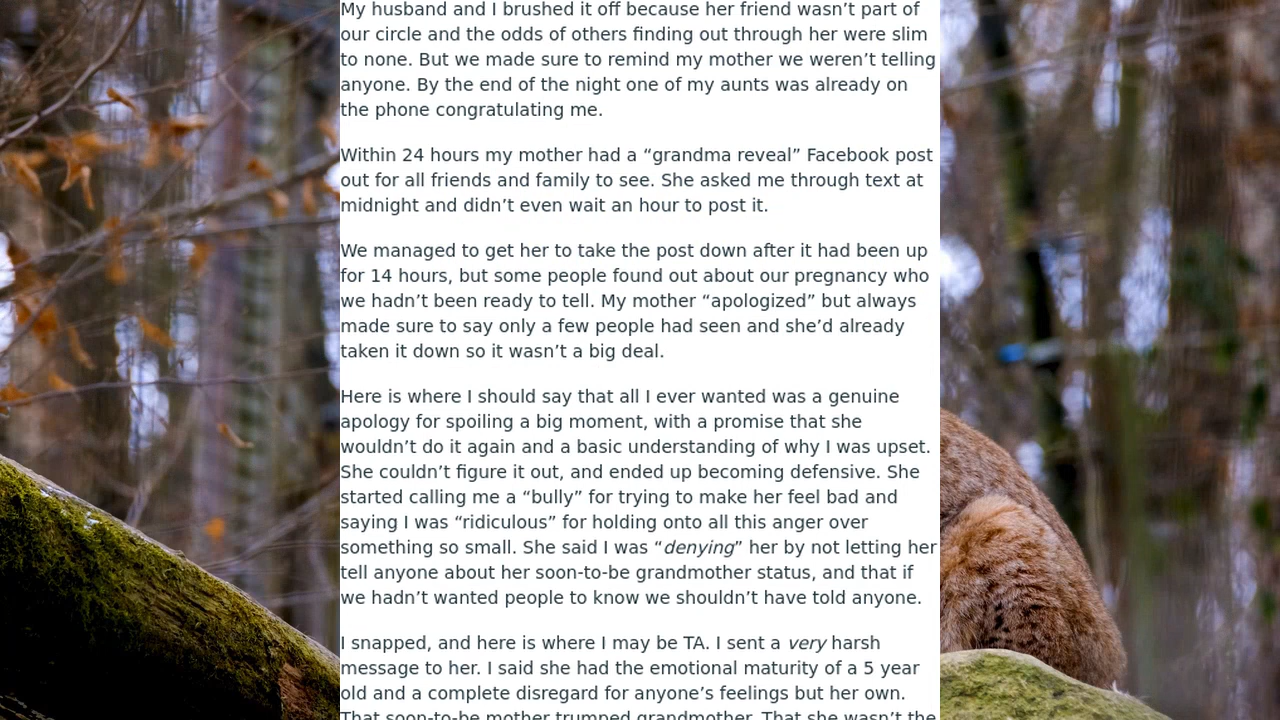 My husband and I brushed it off because her friend wasn’t part of
our circle and the odds of others finding out through her were slim
to none. But we made sure to remind my mother we weren’t telling
anyone. By the end of the night one of my aunts was already on
the phone congratulating me.
Within 24 hours my mother had a “grandma reveal” Facebook post
out for all friends and family to see. She asked me through text at
midnight and didn’t even wait an hour to post it.
We managed to get her to take the post down after it had been up
for 14 hours, but some people found out about our pregnancy who
we hadn’t been ready to tell. My mother “apologized” but always
made sure to say only a few people had seen and she’d already
taken it down so it wasn’t a big deal.
Here is where I should say that all I ever wanted was a genuine
apology for spoiling a big moment, with a promise that she
wouldn’t do it again and a basic understanding of why I was upset.
She couldn’t figure it out, and ended up becoming defensive. She
started calling me a “bully” for trying to make her feel bad and
saying I was “ridiculous” for holding onto all this anger over
something so small. She said I was “denying” her by not letting her
tell anyone about her soon-to-be grandmother status, and that if
we hadn’t wanted people to know we shouldn’t have told anyone.
I snapped, and here is where I may be TA. I sent a very harsh
message to her. I said she had the emotional maturity of a 5 year
old and a complete disregard for anyone’s feelings but her own.
That soon-to-be mother trumped grandmother. That she wasn’t the